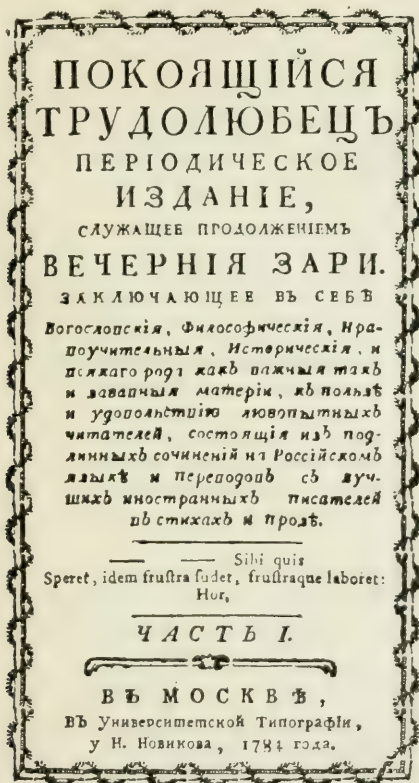 ПОКОЯЩІЙСЯ
ТРУДОЛЮБЕЦЪ
ПЕРІОДИЧЕСКОЕ
ИЗДАНІЕ,
СЛУЖАЩЕЕ ПРОДОЛЖЕНІЕМЪ
ВЕЧЕРНІЯ ЗАРИ.
ЗАКЛЮЧАЮЩЕЕ ВЪ СЕБѢ
Богословскія, Философическія, Нра-
воучительныя, Историческія, и
всякаго рода какъ важныя такъ
и забавныя матеріи, къ пользѣ
и удовольствію любопытныхъ
читателей, состоящія изъ под-
линныхъ сочиненій на Россійскомъ
языкѣ и переводовъ съ луч-
шихъ иностранныхъ писателей
въ стихахъ и прозѣ.
Sibi quis
Speret, idem frustra sudet, frustraque laboret:
Hor,
ЧАСТЬ I.
ВЪ МОСКВѢ,
ВЪ Университетской Типографіи,
у Н. Новикова, 1784 года.